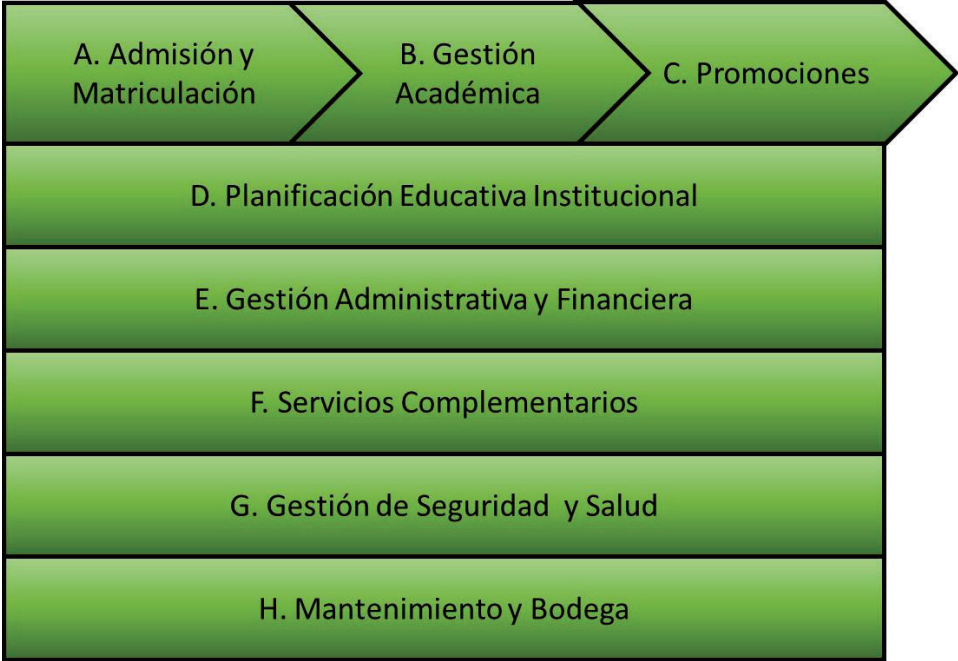 A. Admisión y
Matriculación
B. Gestión
Académica
C. Promociones
D. Planificación Educativa Institucional
E. Gestión Administrativa y Financiera
F. Servicios Complementarios
G. Gestión de Seguridad y Salud
H. Mantenimiento y Bodega